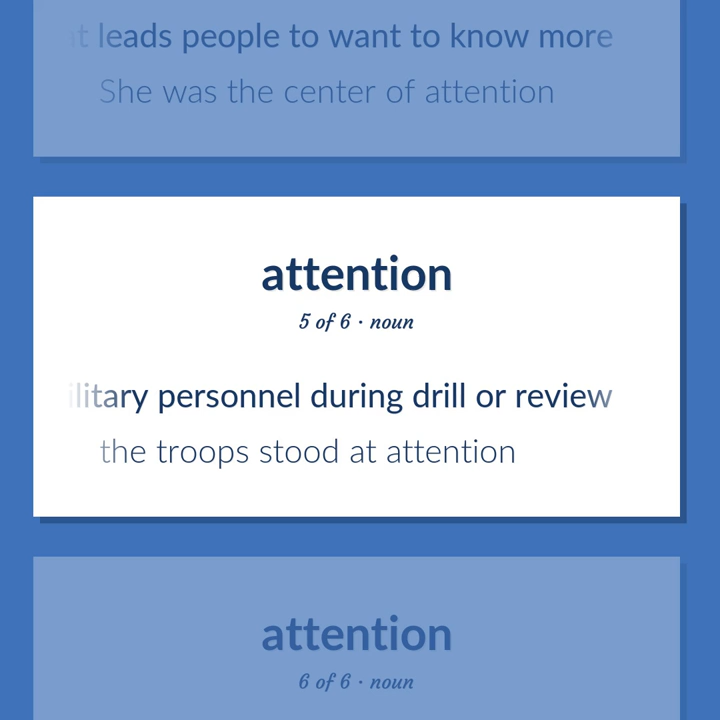 leads people to want to know more
She was the center of attention
attention
5 of 6 · noun
personnel during drill or review
the troops stood at attention
attention
6 of 6 · noun